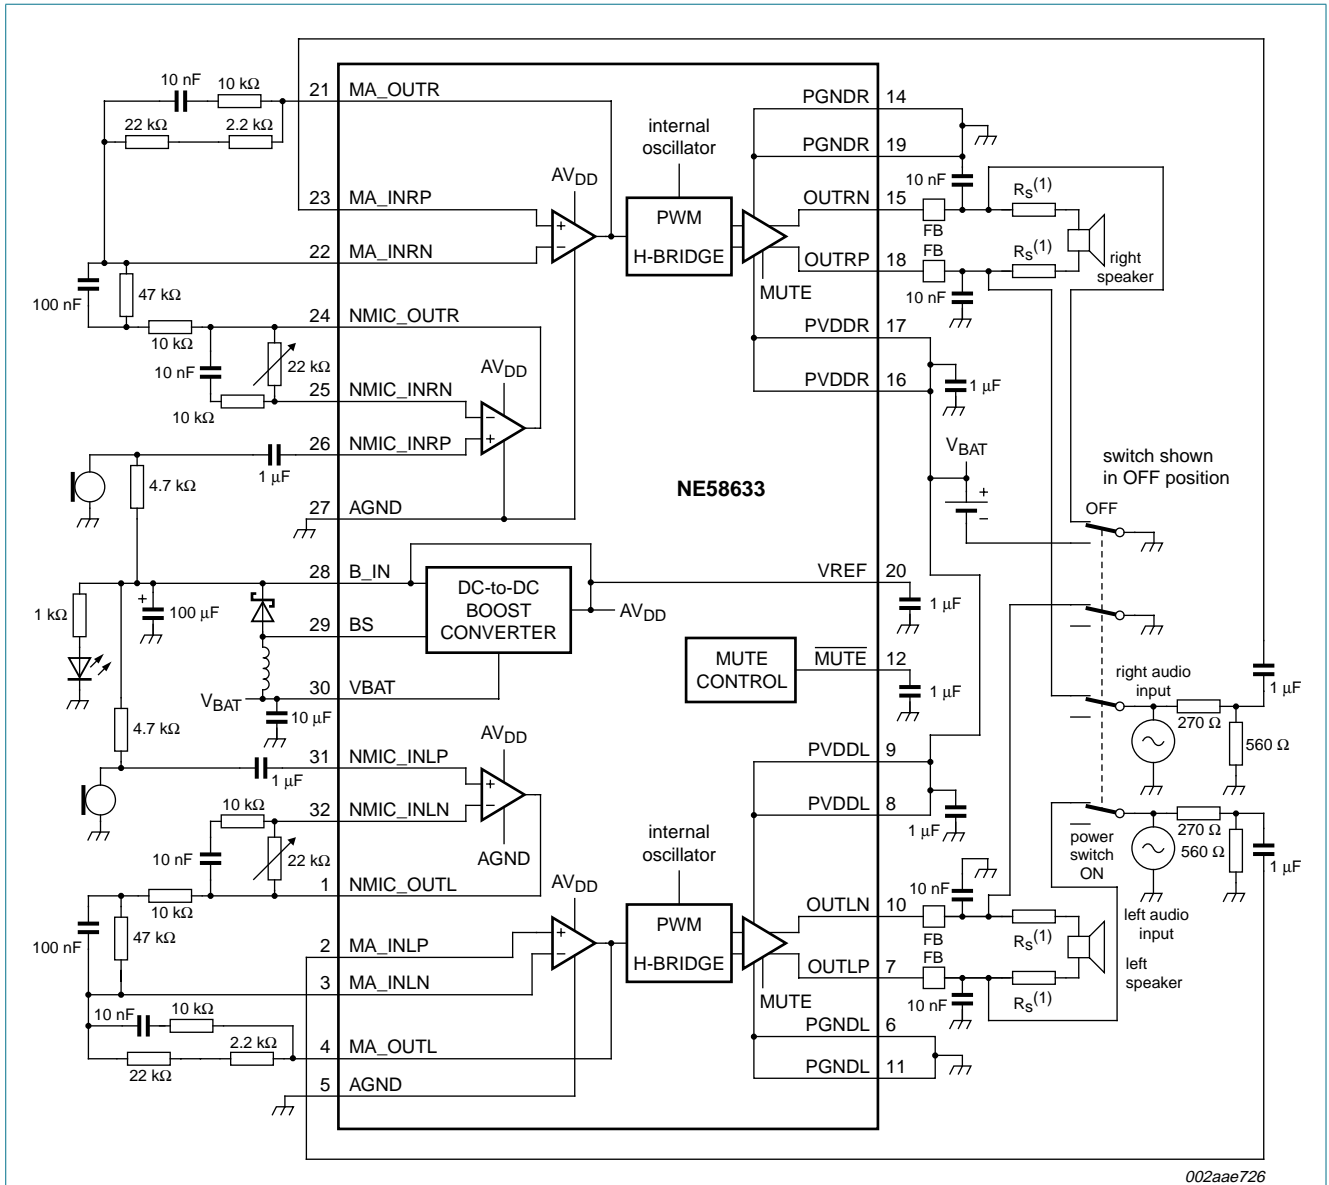 10 nF
10 kΩ
22 kΩ
2.2 kΩ
21 MA_OUTR
internal
oscillator
PGNDR 14
PGNDR 19
10 nF
RS(1)
AVDD
23 MA_INRP
PWM
H-BRIDGE
OUTRN 15
FB
22 MA_INRN
MUTE
OUTRP 18
FB
RS(1)
right
speaker
10 nF
100 nF
47 kΩ
10 kΩ
24 NMIC_OUTR
PVDDR 17
10 nF
22 kΩ
AVDD
PVDDR 16
1 μF
10 kΩ
25 NMIC_INRN
26 NMIC_INRP
1 μF
4.7 kΩ
VBAT
+
−
switch shown
in OFF position
OFF
NE58633
27 AGND
28 B_IN
1 kΩ
+
100 μF
DC-to-DC
BOOST
CONVERTER
VREF 20
1 μF
AVDD
29 BS
MUTE
CONTROL
MUTE 12
1 μF
30 VBAT
VBAT
10 μF
right audio
input
270 Ω
560 Ω
1 μF
4.7 kΩ
31 NMIC_INLP
1 μF
AVDD
PVDDL 9
PVDDL 8
1 μF
10 kΩ
32 NMIC_INLN
10 nF
22 kΩ
AGND
internal
oscillator
power
switch
ON
270 Ω
560 Ω
1 μF
1 NMIC_OUTL
10 kΩ
AVDD
10 nF
OUTLN 10
FB
RS(1)
left audio
input
100 nF
47 kΩ
2 MA_INLP
PWM
H-BRIDGE
3 MA_INLN
MUTE
OUTLP 7
FB
RS(1)
left
speaker
10 nF
10 nF
10 kΩ
22 kΩ
2.2 kΩ
4 MA_OUTL
PGNDL 6
PGNDL 11
5 AGND
002aae726